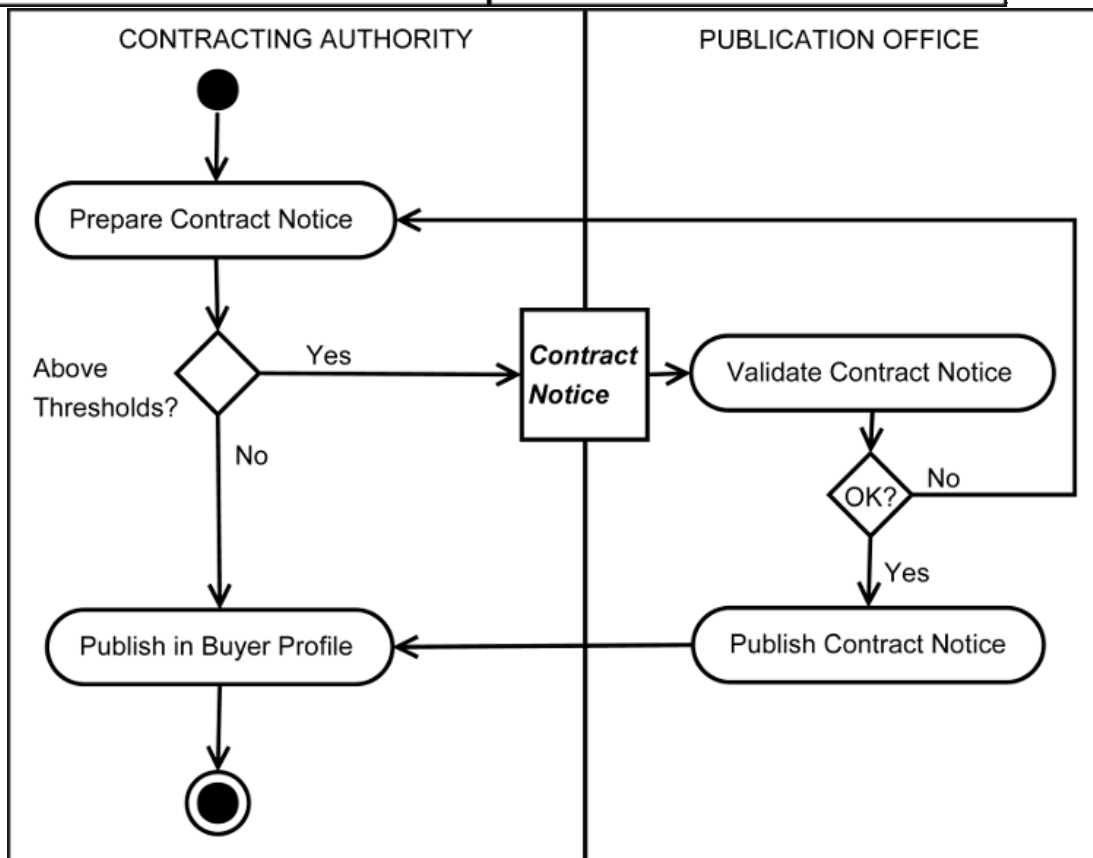 CONTRACTING AUTHORITY
PUBLICATION OFFICE
Prepare Contract Notice
Above
Thresholds?
Yes
Contract
Notice
Validate Contract Notice
No
OK?
No
Yes
Publish in Buyer Profile
Publish Contract Notice